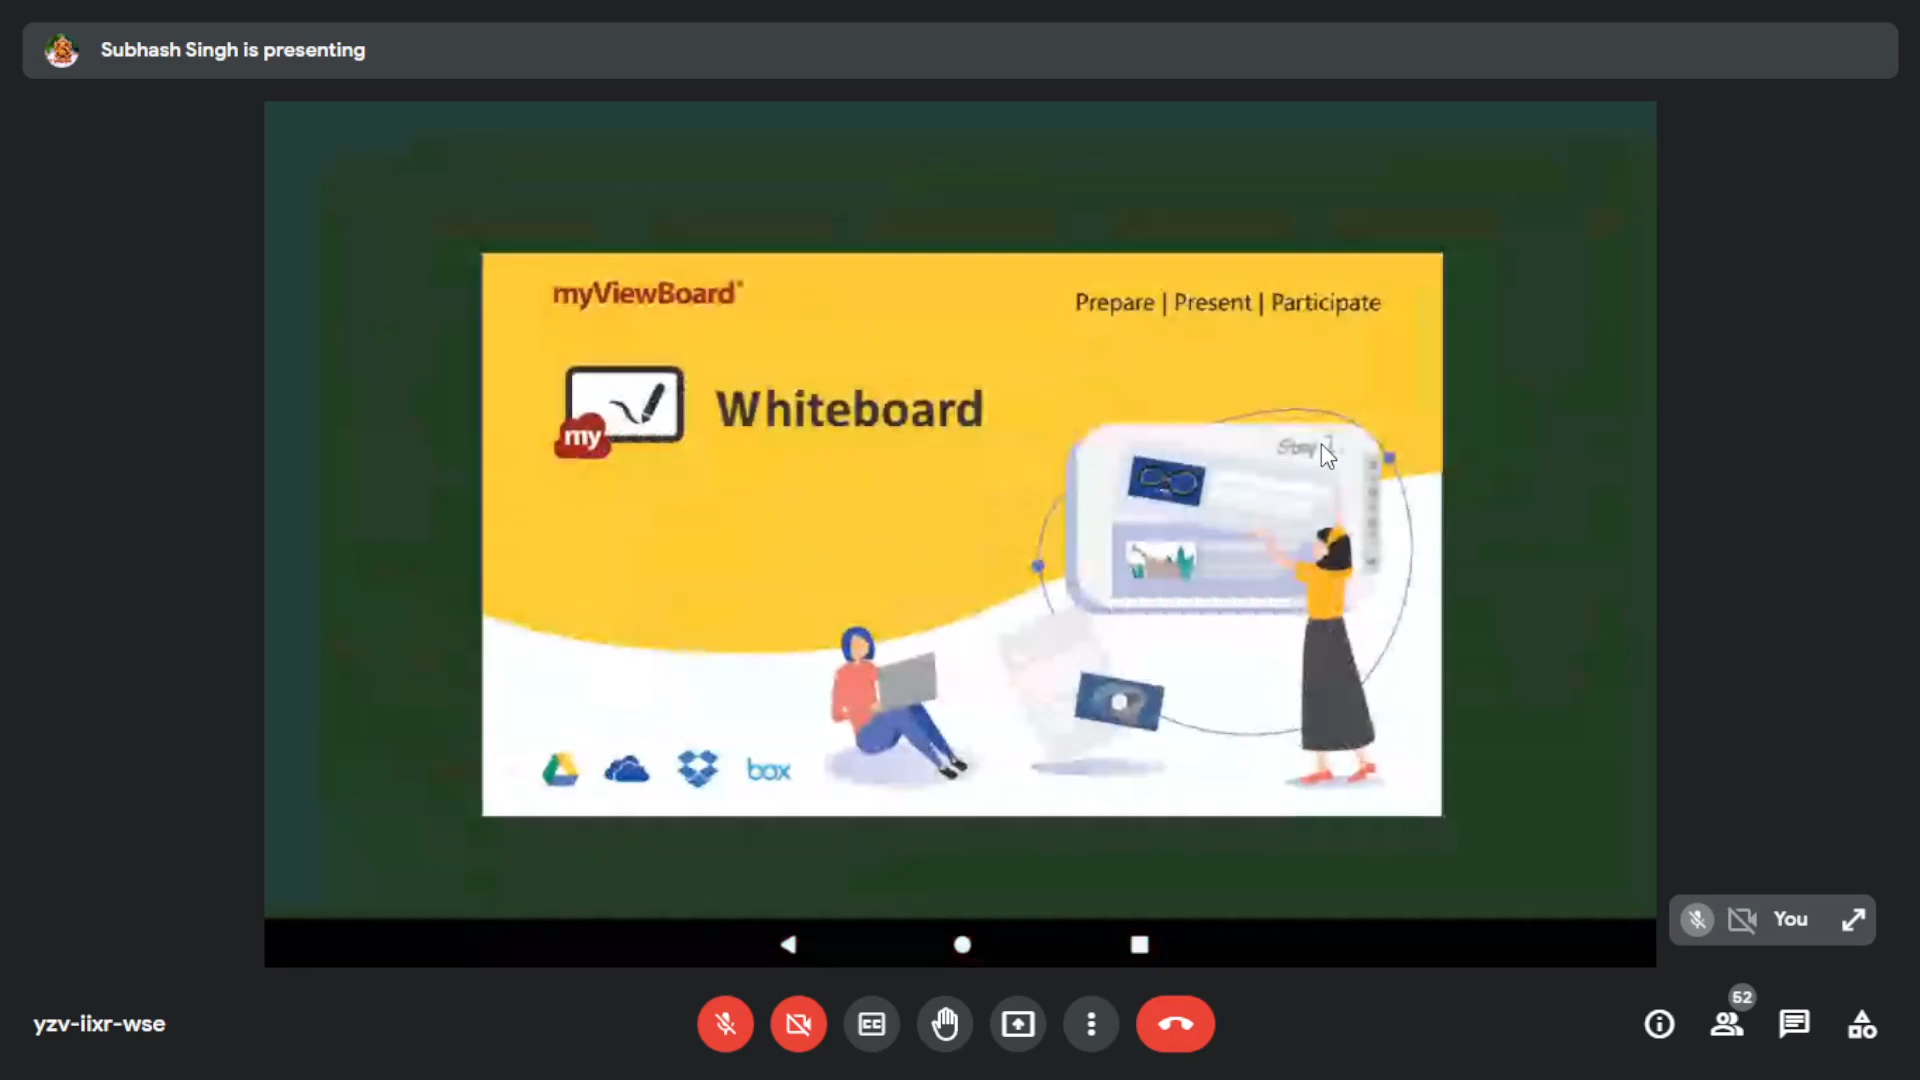 Subhash Singh is presenting
myViewBoard®
Prepare | Present | Participate
Whiteboard
my
box
You
52
yzv-iixr-wse